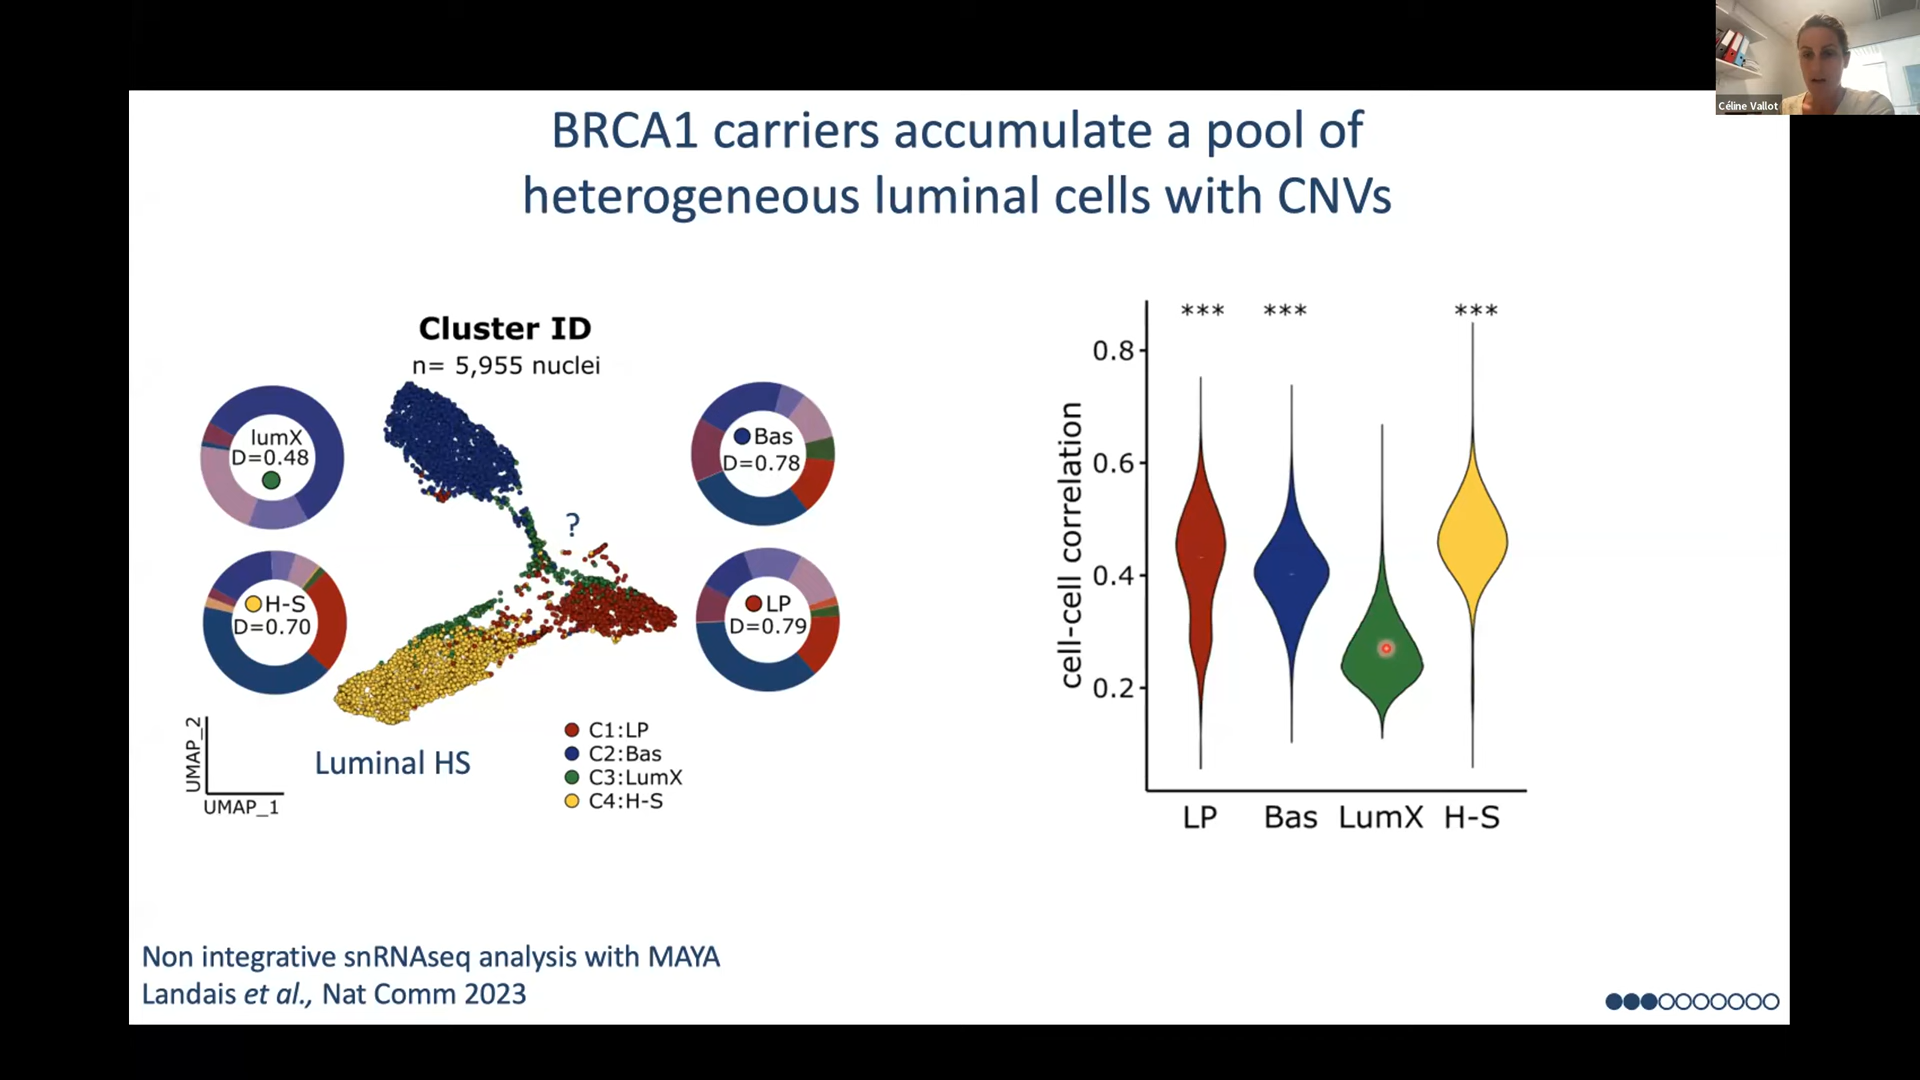 Céline Vallot
BRCA1 carriers accumulate a pool of
heterogeneous luminal cells with CNVs
Cluster ID
n= 5,955 nuclei
lumX
D=0.48
Bas
D=0.78
?
H-S
D=0.70
LP
D=0.79
UMAP_2
UMAP_1
Luminal HS
C1:LP
C2:Bas
C3:LumX
C4:H-S
cell-cell correlation
0.8
0.6
0.4
0.2
***
***
***
LP
Bas
LumX
H-S
Non integrative snRNAseq analysis with MAYA
Landais et al., Nat Comm 2023